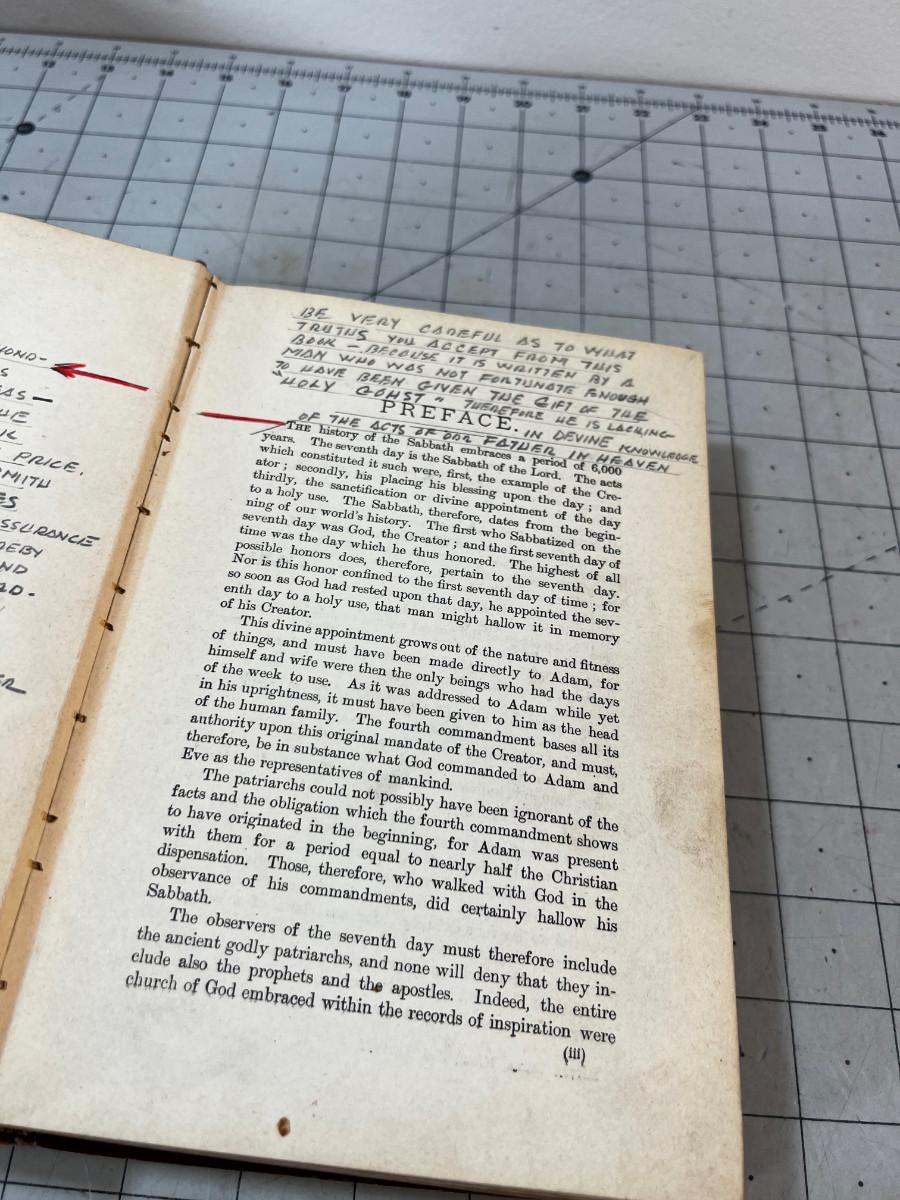 HOND-
S
SAS—
PRICE.
SMITH
ES
SSURANCE
DEBY
ND
BE VERY CAREFUL AS TO WHAT
TRUTHS YOU ACCEPT FROM THIS
BOOK — BECAUSE IT IS WRITTEN BY A
MAN WHO WAS NOT FORTUNATE ENOUGH
TO HAVE BEEN GIVEN THE GIFT OF THE
"HOLY GOHST" THEREFORE HE IS LACKING
PREFACE. IN DEVINE KNOWLEDGE
OF THE ACTS OF OUR FATHER IN HEAVEN
THE history of the Sabbath embraces a period of 6,000
years. The seventh day is the Sabbath of the Lord. The acts
which constituted it such were, first, the example of the Cre-
ator; secondly, his placing his blessing upon the day; and
thirdly, the sanctification or divine appointment of the day
to a holy use. The Sabbath, therefore, dates from the begin-
ning of our world's history. The first who Sabbatized on the
seventh day was God, the Creator; and the first seventh day of
time was the day which he thus honored. The highest of all
possible honors does, therefore, pertain to the seventh day.
Nor is this honor confined to the first seventh day of time; for
so soon as God had rested upon that day, he appointed the sev-
enth day to a holy use, that man might hallow it in memory
of his Creator.
This divine appointment grows out of the nature and fitness
of things, and must have been made directly to Adam, for
himself and wife were then the only beings who had the days
of the week to use. As it was addressed to Adam while yet
in his uprightness, it must have been given to him as the head
of the human family. The fourth commandment bases all its
authority upon this original mandate of the Creator, and must,
therefore, be in substance what God commanded to Adam and
Eve as the representatives of mankind.
The patriarchs could not possibly have been ignorant of the
facts and the obligation which the fourth commandment shows
to have originated in the beginning, for Adam was present
with them for a period equal to nearly half the Christian
dispensation. Those, therefore, who walked with God in the
observance of his commandments, did certainly hallow his
Sabbath.
The observers of the seventh day must therefore include
the ancient godly patriarchs, and none will deny that they in-
clude also the prophets and the apostles. Indeed, the entire
church of God embraced within the records of inspiration were
(iii)